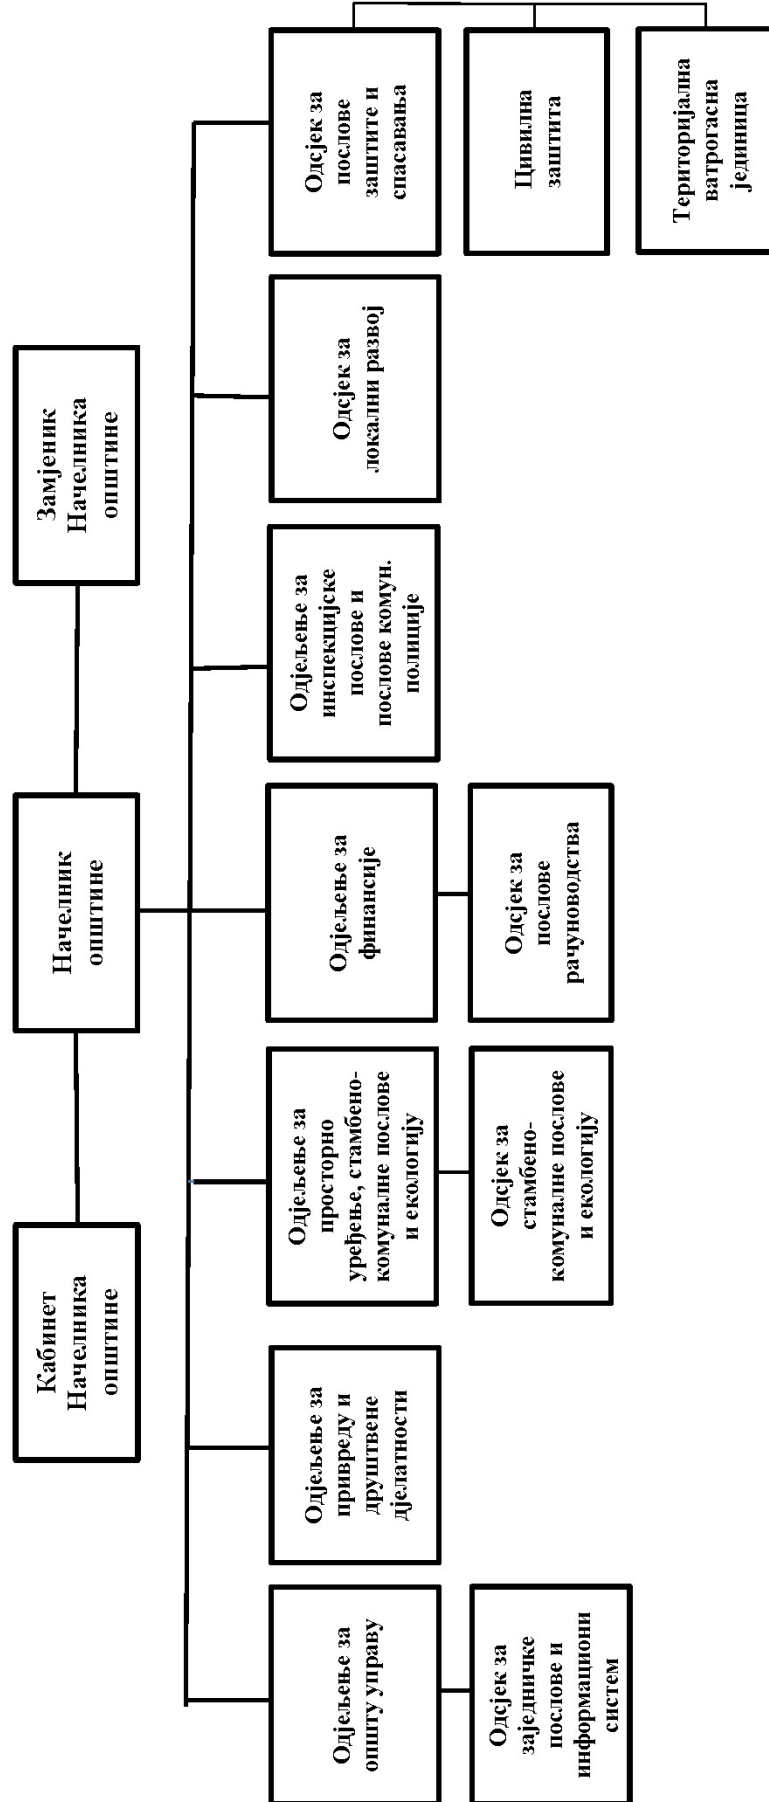 Кабинет
Начелника
општине
Начелник
општине
Замјеник
Начелника
општине
Одјељење за
општу управу
Одјељење за
привреду и
друштвене
дјелатности
Одјељење за
просторно
уређење, стамбено-
комуналне послове
и екологију
Одјељење за
финансије
Одјељење за
инспекцијске
послове и
послове комун.
полиције
Одсјек за
локални развој
Одсјек за
послове
заштите и
спасавања
Одсјек за
заједничке
послове и
информациони
систем
Одсјек за
стамбено-
комуналне послове
и екологију
Одсјек за
послове
рачуноводства
Цивилна
заштита
Територијална
ватрогасна
јединица